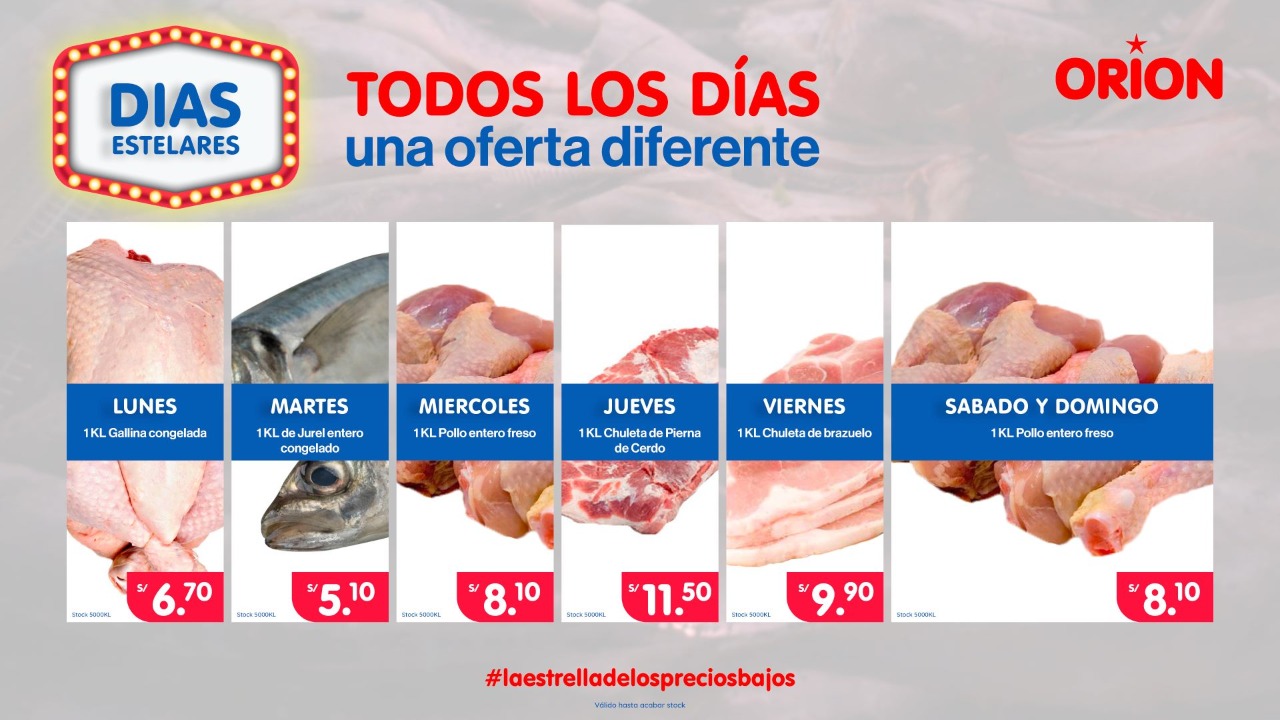 DIAS
ESTELARES
TODOS LOS DÍAS
una oferta diferente
ORION
LUNES
1 KL Gallina congelada
S/ 6.70
Stock 5000KL
MARTES
1 KL de Jurel entero
congelado
S/ 5.10
Stock 5000KL
MIERCOLES
1 KL Pollo entero freso
S/ 8.10
Stock 5000KL
JUEVES
1 KL Chuleta de Pierna
de Cerdo
S/ 11.50
Stock 5000KL
VIERNES
1 KL Chuleta de brazuelo
S/ 9.90
Stock 5000KL
SABADO Y DOMINGO
1 KL Pollo entero freso
S/ 8.10
Stock 5000KL
#laestrelladelospreciosbajos
Válido hasta acabar stock